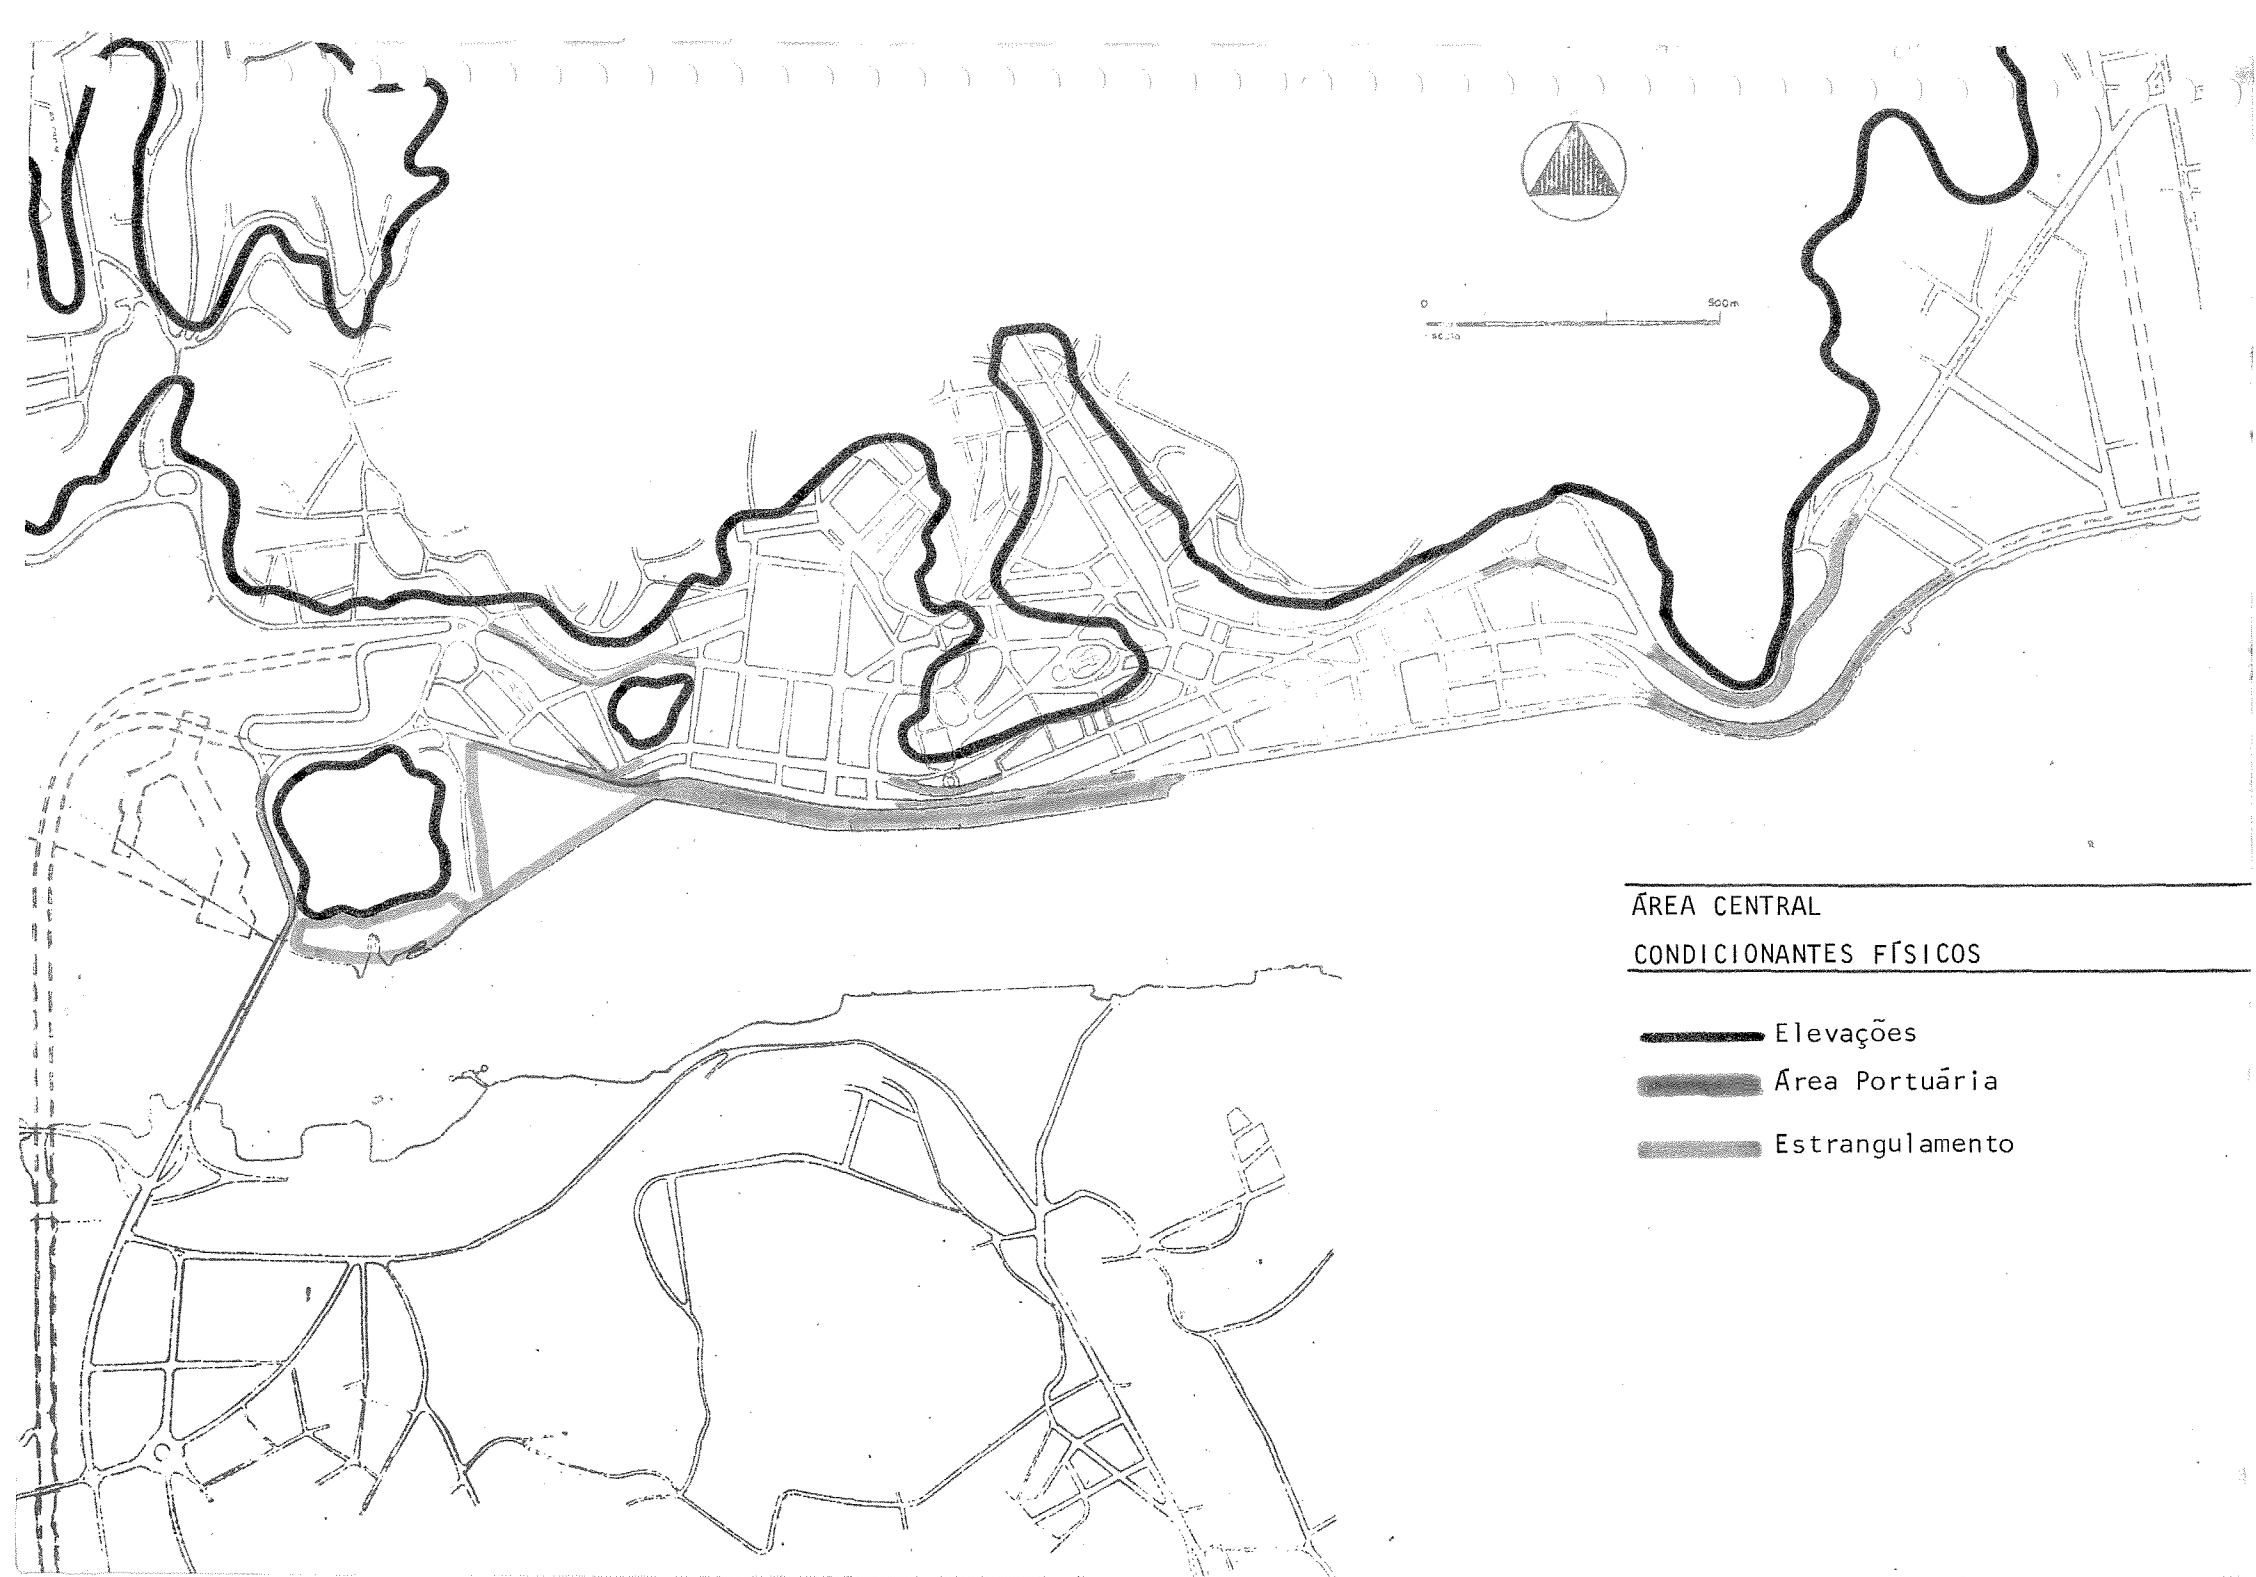 0 500m
ÁREA CENTRAL
CONDICIONANTES FÍSICOS
Elevações
Área Portuária
Estrangulamento